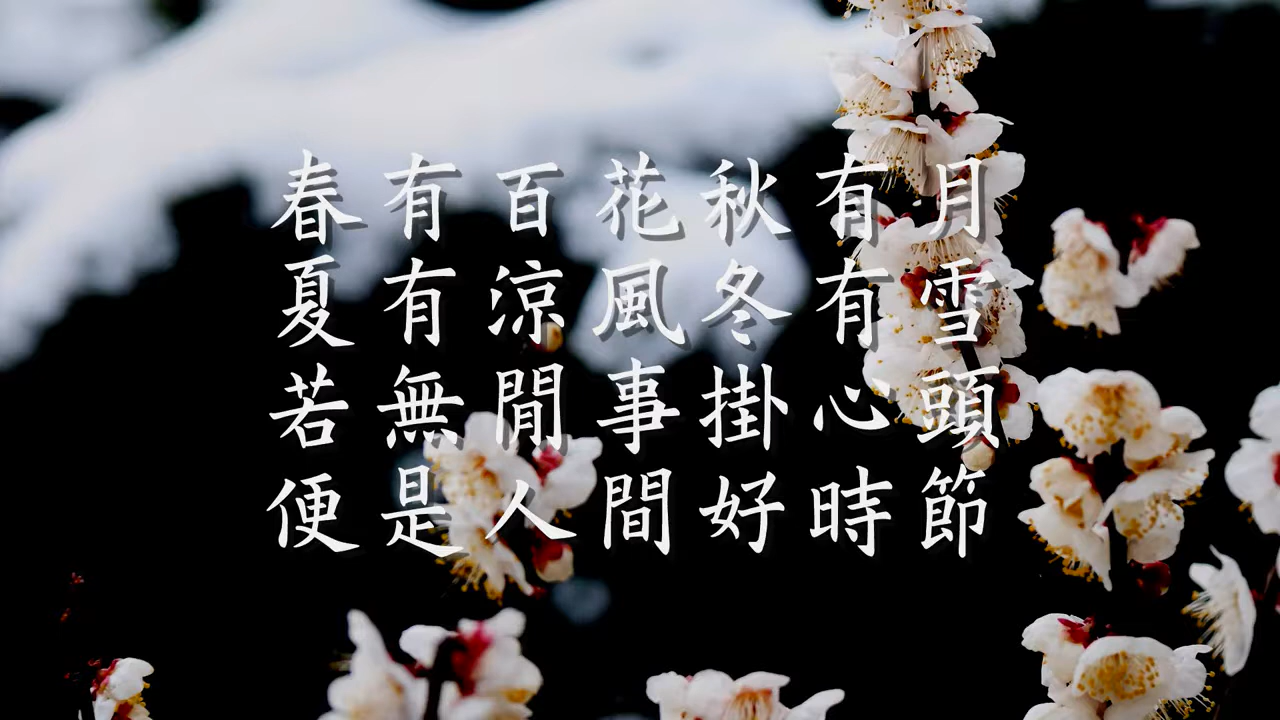 春有百花秋有月
夏有涼風冬有雪
若無閒事掛心頭
便是人間好時節